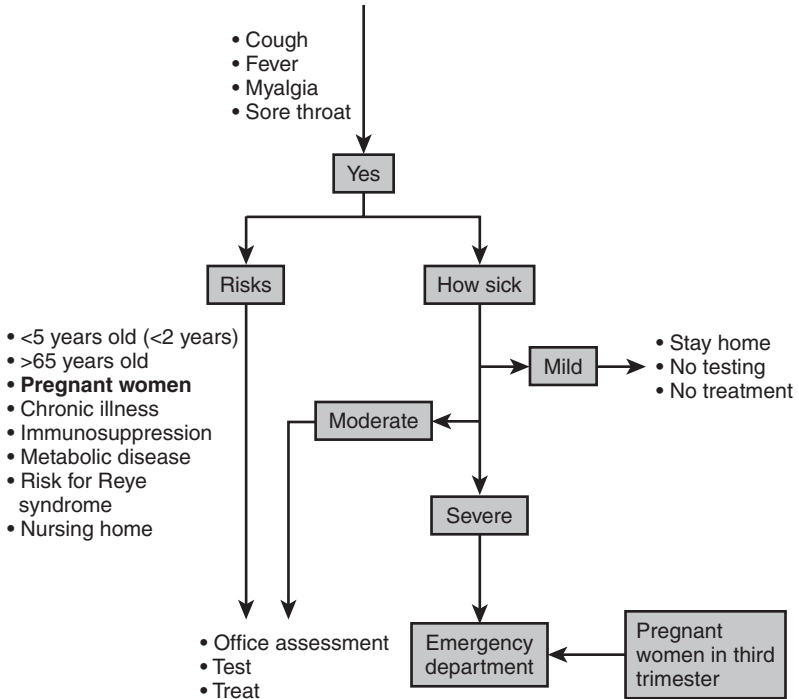 • Cough
• Fever
• Myalgia
• Sore throat
Yes
Risks
How sick
• <5 years old (<2 years)
• >65 years old
• Pregnant women
• Chronic illness
• Immunosuppression
• Metabolic disease
• Risk for Reye
syndrome
• Nursing home
Mild
• Stay home
• No testing
• No treatment
Moderate
Severe
• Office assessment
• Test
• Treat
Emergency
department
Pregnant
women in third
trimester